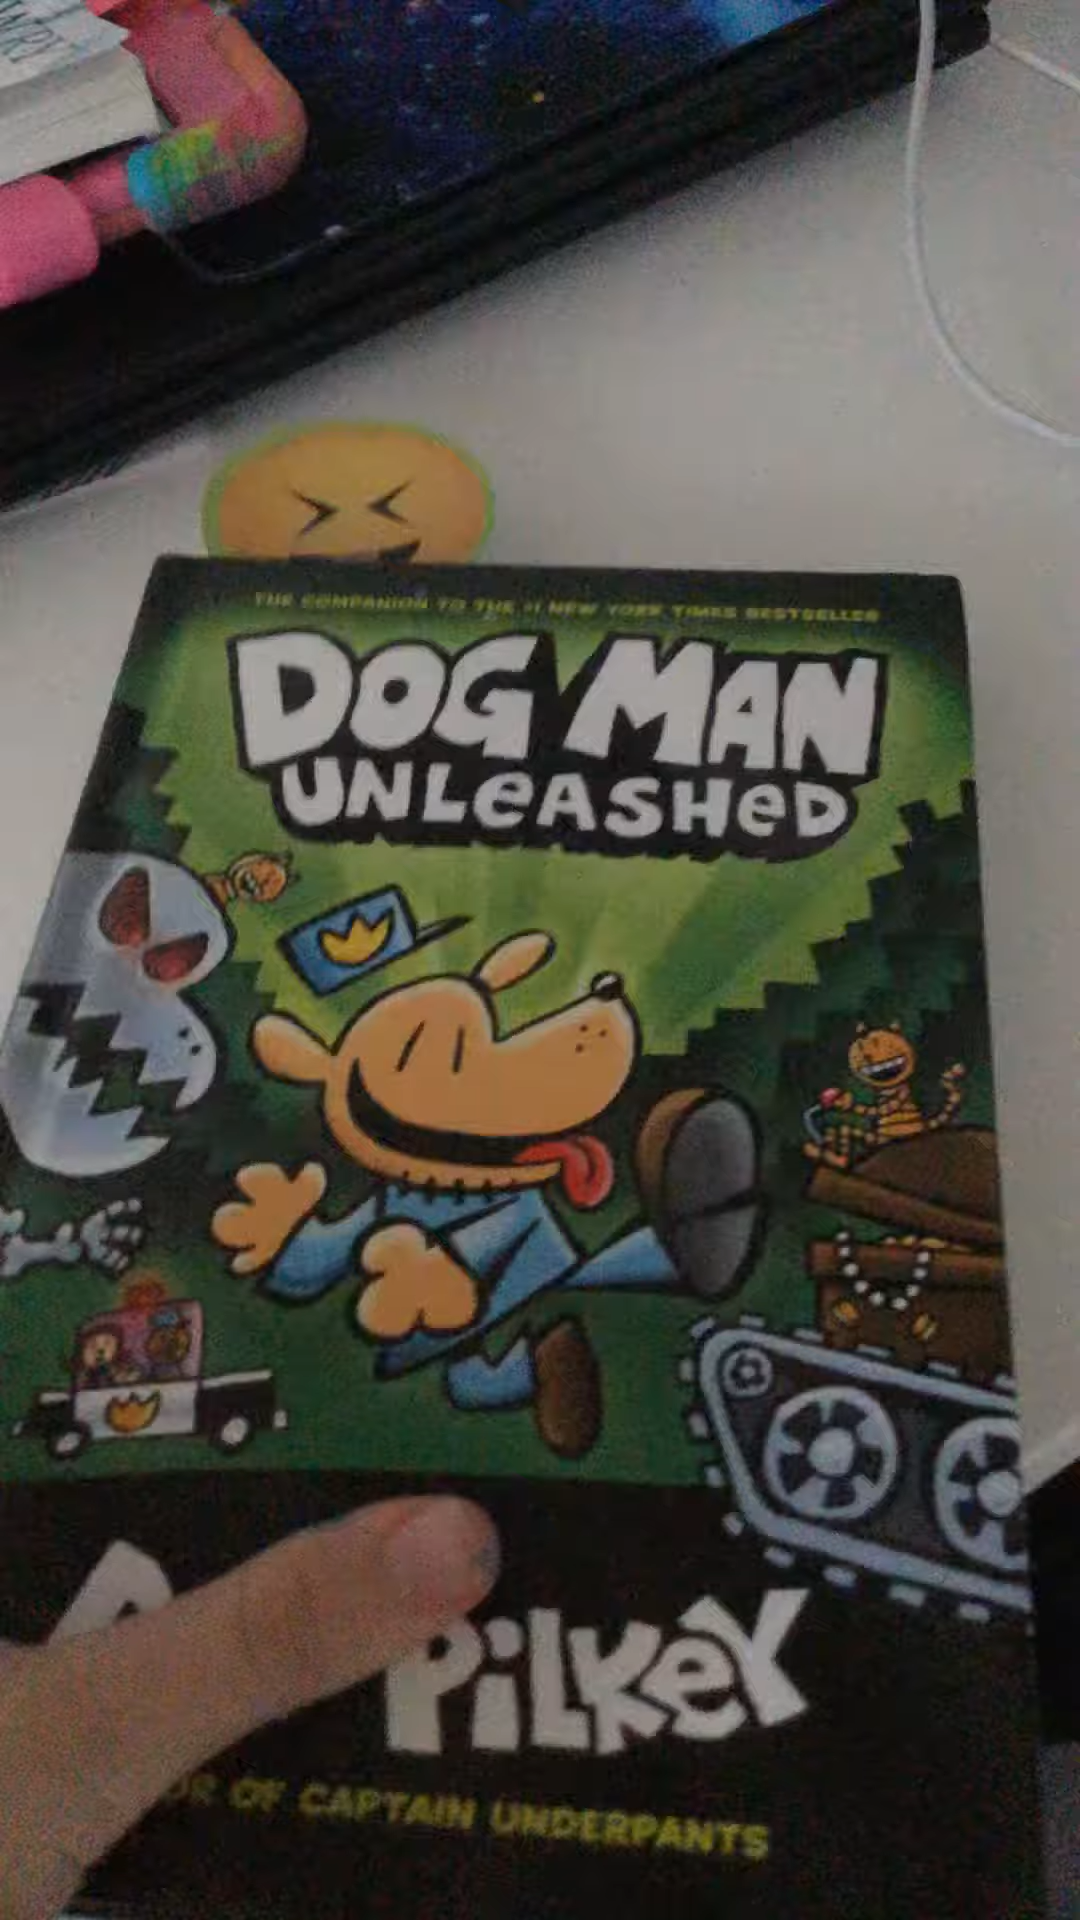 THE COMPANION TO THE #1 NEW YORK TIMES BESTSELLER
DOG MAN
UNLeASHeD
PiLKeY
OF CAPTAIN UNDERPANTS